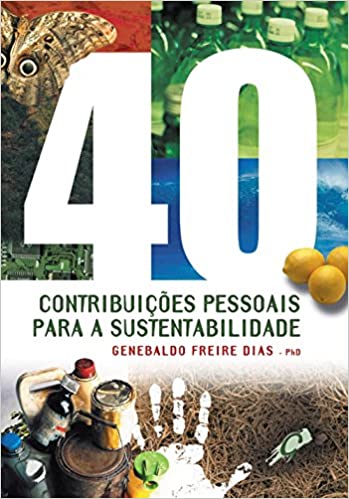 40
CONTRIBUIÇÕES PESSOAIS
PARA A SUSTENTABILIDADE
GENEBALDO FREIRE DIAS - PhD